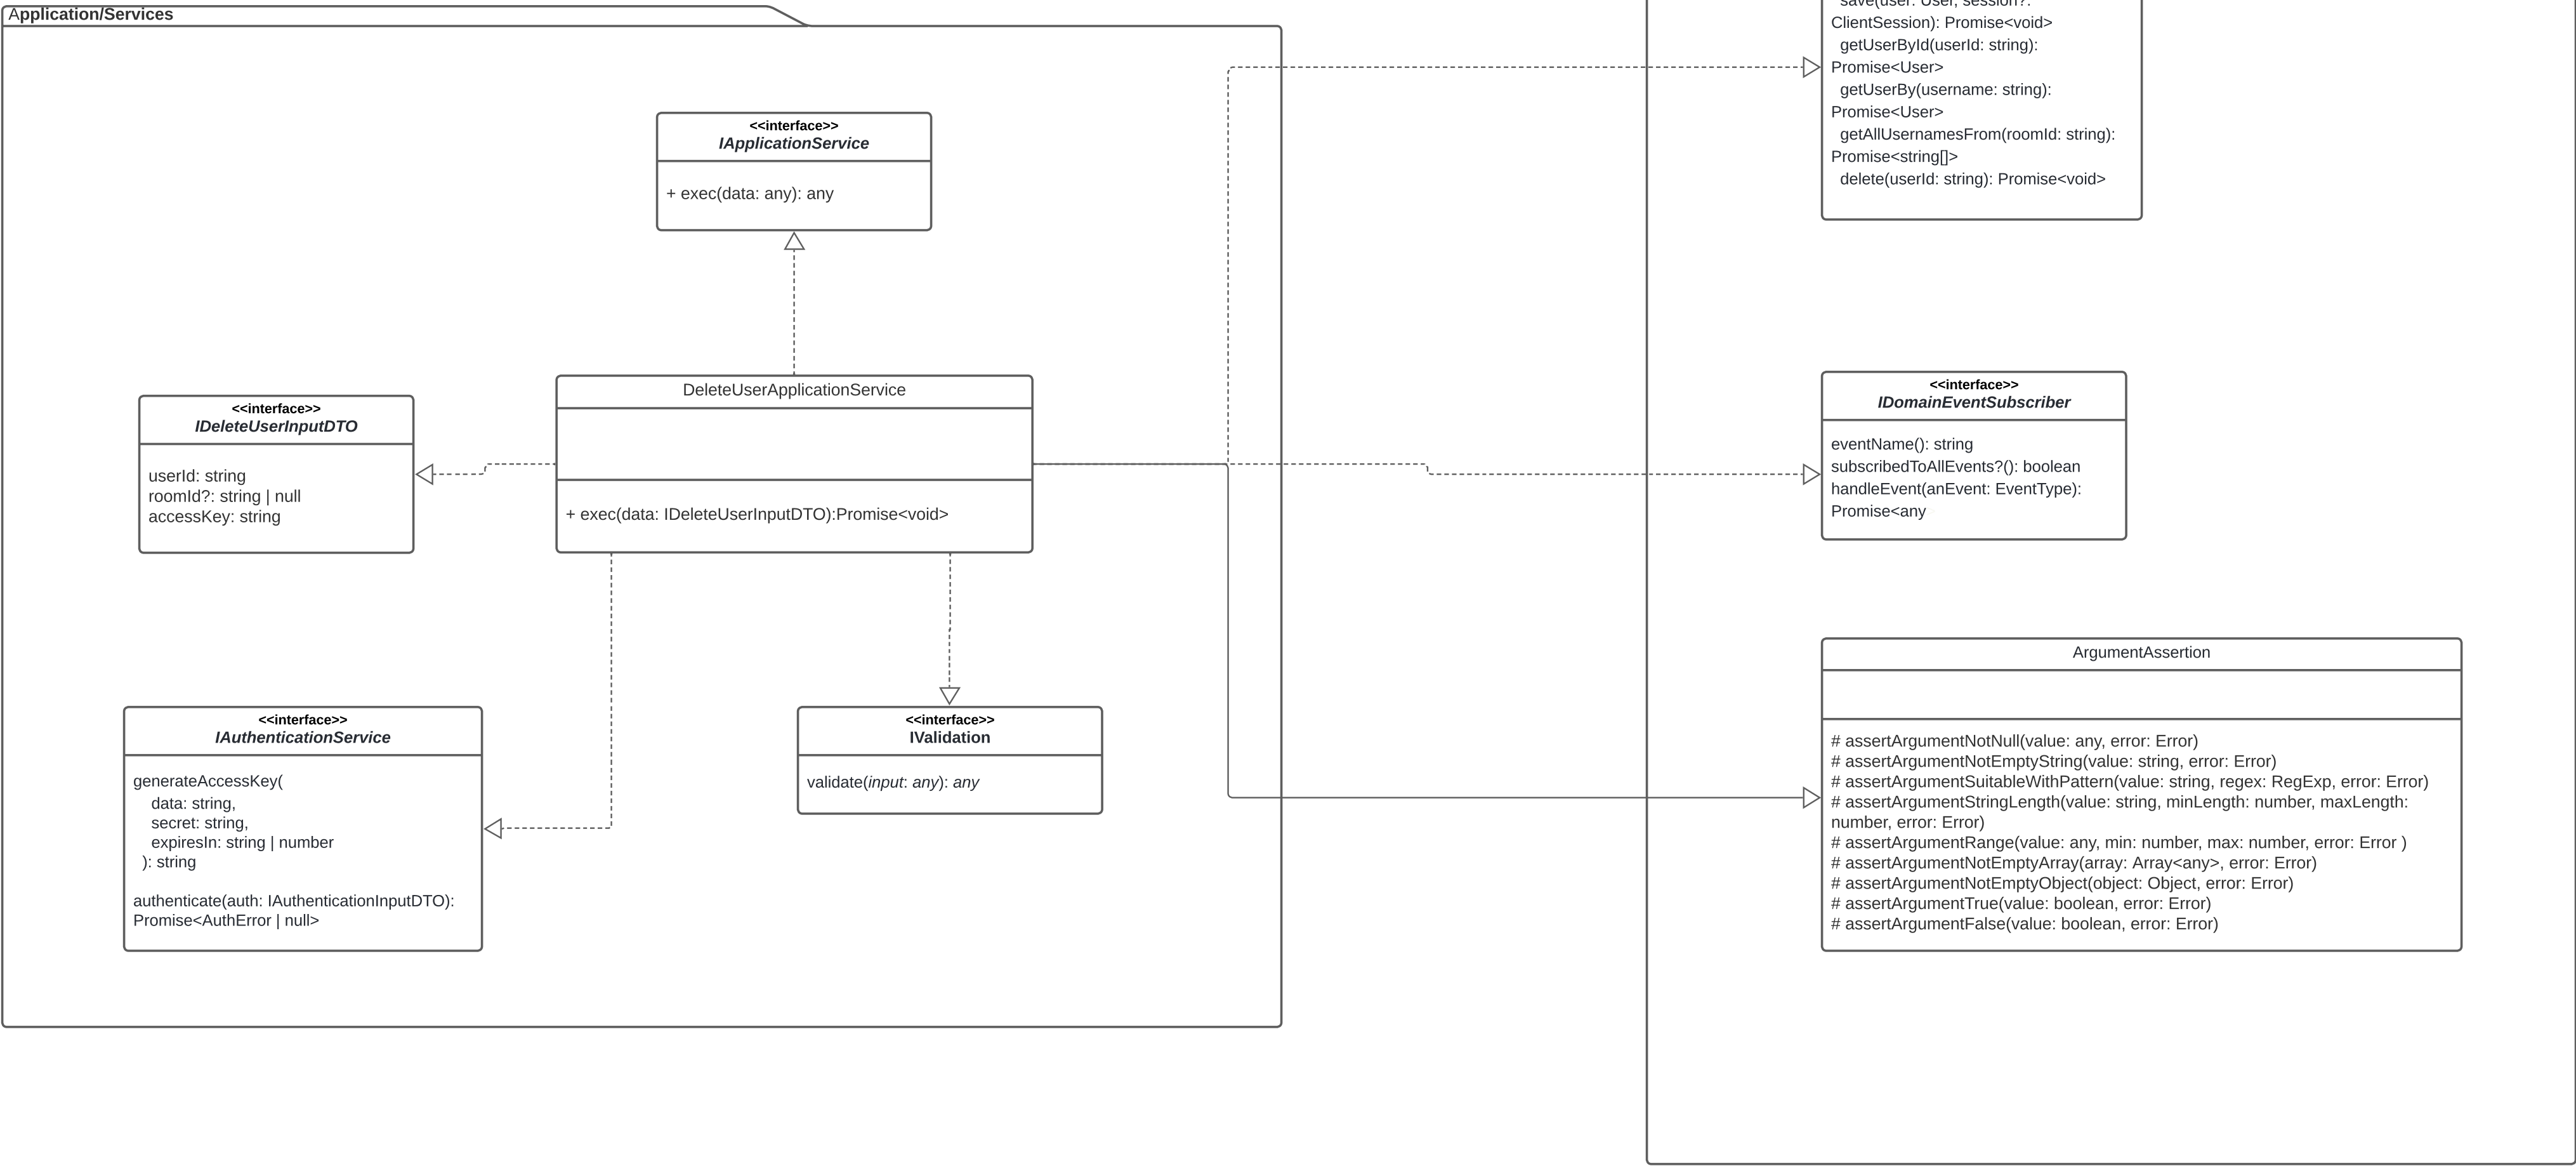 Application/Services
<<interface>>
IApplicationService
+ exec(data: any): any
DeleteUserApplicationService
+ exec(data: IDeleteUserInputDTO):Promise<void>
<<interface>>
IDeleteUserInputDTO
userId: string
roomId?: string | null
accessKey: string
<<interface>>
IAuthenticationService
generateAccessKey(
data: string,
secret: string,
expiresIn: string | number
): string
authenticate(auth: IAuthenticationInputDTO):
Promise<AuthError | null>
<<interface>>
IValidation
validate(input: any): any
save(user: User, session?:
ClientSession): Promise<void>
getUserById(userId: string):
Promise<User>
getUserBy(username: string):
Promise<User>
getAllUsernamesFrom(roomId: string):
Promise<string[]>
delete(userId: string): Promise<void>
<<interface>>
IDomainEventSubscriber
eventName(): string
subscribedToAllEvents?(): boolean
handleEvent(anEvent: EventType):
Promise<any
ArgumentAssertion
# assertArgumentNotNull(value: any, error: Error)
# assertArgumentNotEmptyString(value: string, error: Error)
# assertArgumentSuitableWithPattern(value: string, regex: RegExp, error: Error)
# assertArgumentStringLength(value: string, minLength: number, maxLength:
number, error: Error)
# assertArgumentRange(value: any, min: number, max: number, error: Error )
# assertArgumentNotEmptyArray(array: Array<any>, error: Error)
# assertArgumentNotEmptyObject(object: Object, error: Error)
# assertArgumentTrue(value: boolean, error: Error)
# assertArgumentFalse(value: boolean, error: Error)